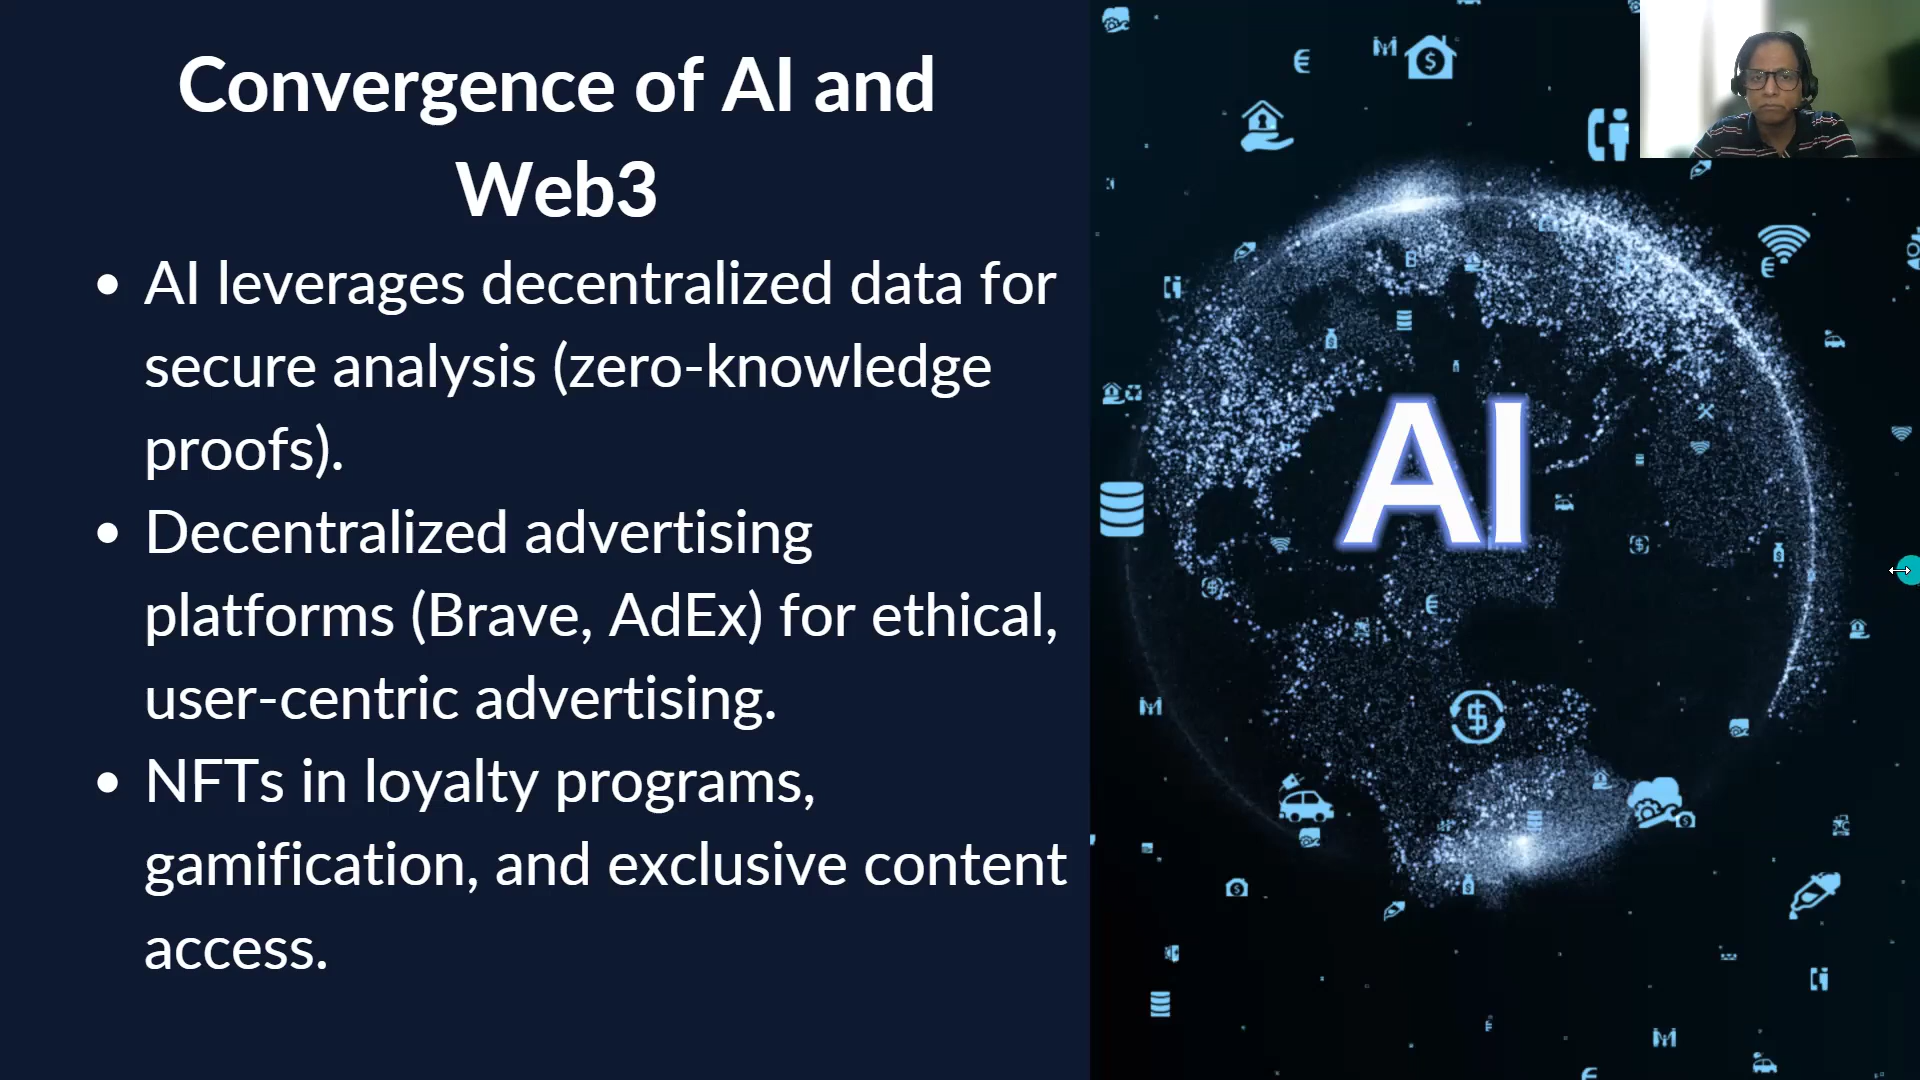 Convergence of AI and
Web3
• AI leverages decentralized data for
secure analysis (zero-knowledge
proofs).
• Decentralized advertising
platforms (Brave, AdEx) for ethical,
user-centric advertising.
• NFTs in loyalty programs,
gamification, and exclusive content
access.
AI